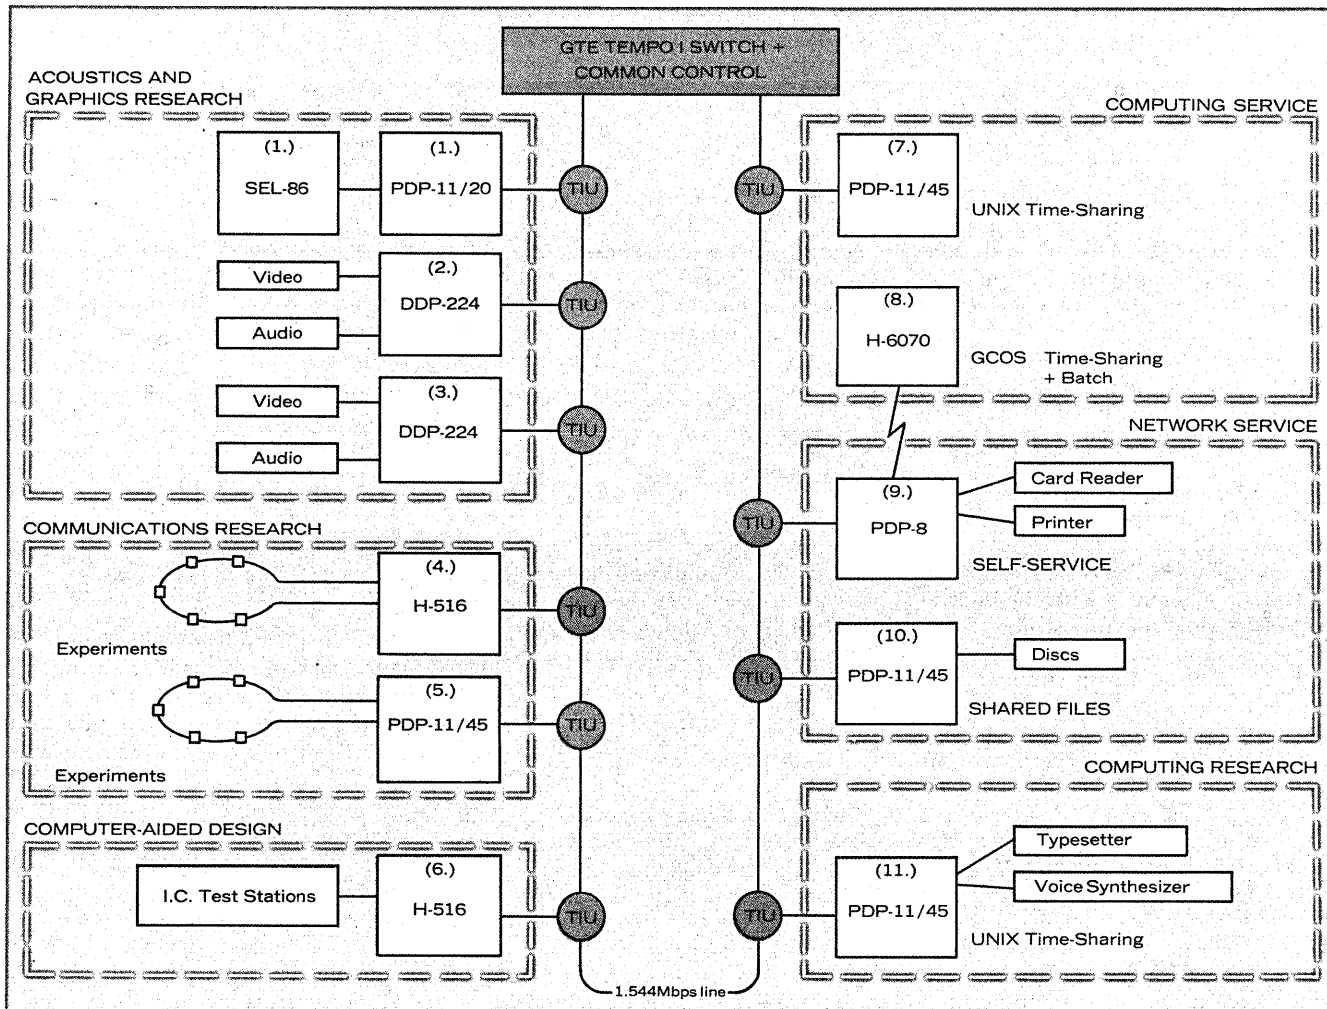 GTE TEMPO I SWITCH +
COMMON CONTROL
ACOUSTICS AND
GRAPHICS RESEARCH
(1.)
SEL-86
(1.)
PDP-11/20
TIU
Video
Audio
(2.)
DDP-224
TIU
Video
Audio
(3.)
DDP-224
TIU
COMMUNICATIONS RESEARCH
(4.)
H-516
TIU
Experiments
(5.)
PDP-11/45
TIU
Experiments
COMPUTER-AIDED DESIGN
I.C. Test Stations
(6.)
H-516
TIU
1.544Mbps line
COMPUTING SERVICE
TIU
(7.)
PDP-11/45
UNIX Time-Sharing
(8.)
H-6070
GCOS Time-Sharing
+ Batch
NETWORK SERVICE
TIU
(9.)
PDP-8
Card Reader
Printer
SELF-SERVICE
TIU
(10.)
PDP-11/45
Discs
SHARED FILES
COMPUTING RESEARCH
TIU
(11.)
PDP-11/45
Typesetter
Voice Synthesizer
UNIX Time-Sharing